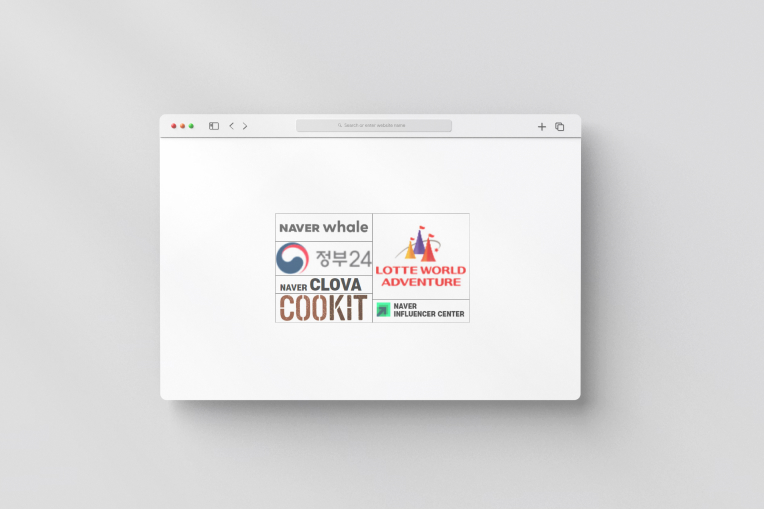 Search or enter website name
NAVER whale
정부24
NAVER CLOVA
COOKIT
LOTTE WORLD
ADVENTURE
NAVER
INFLUENCER CENTER